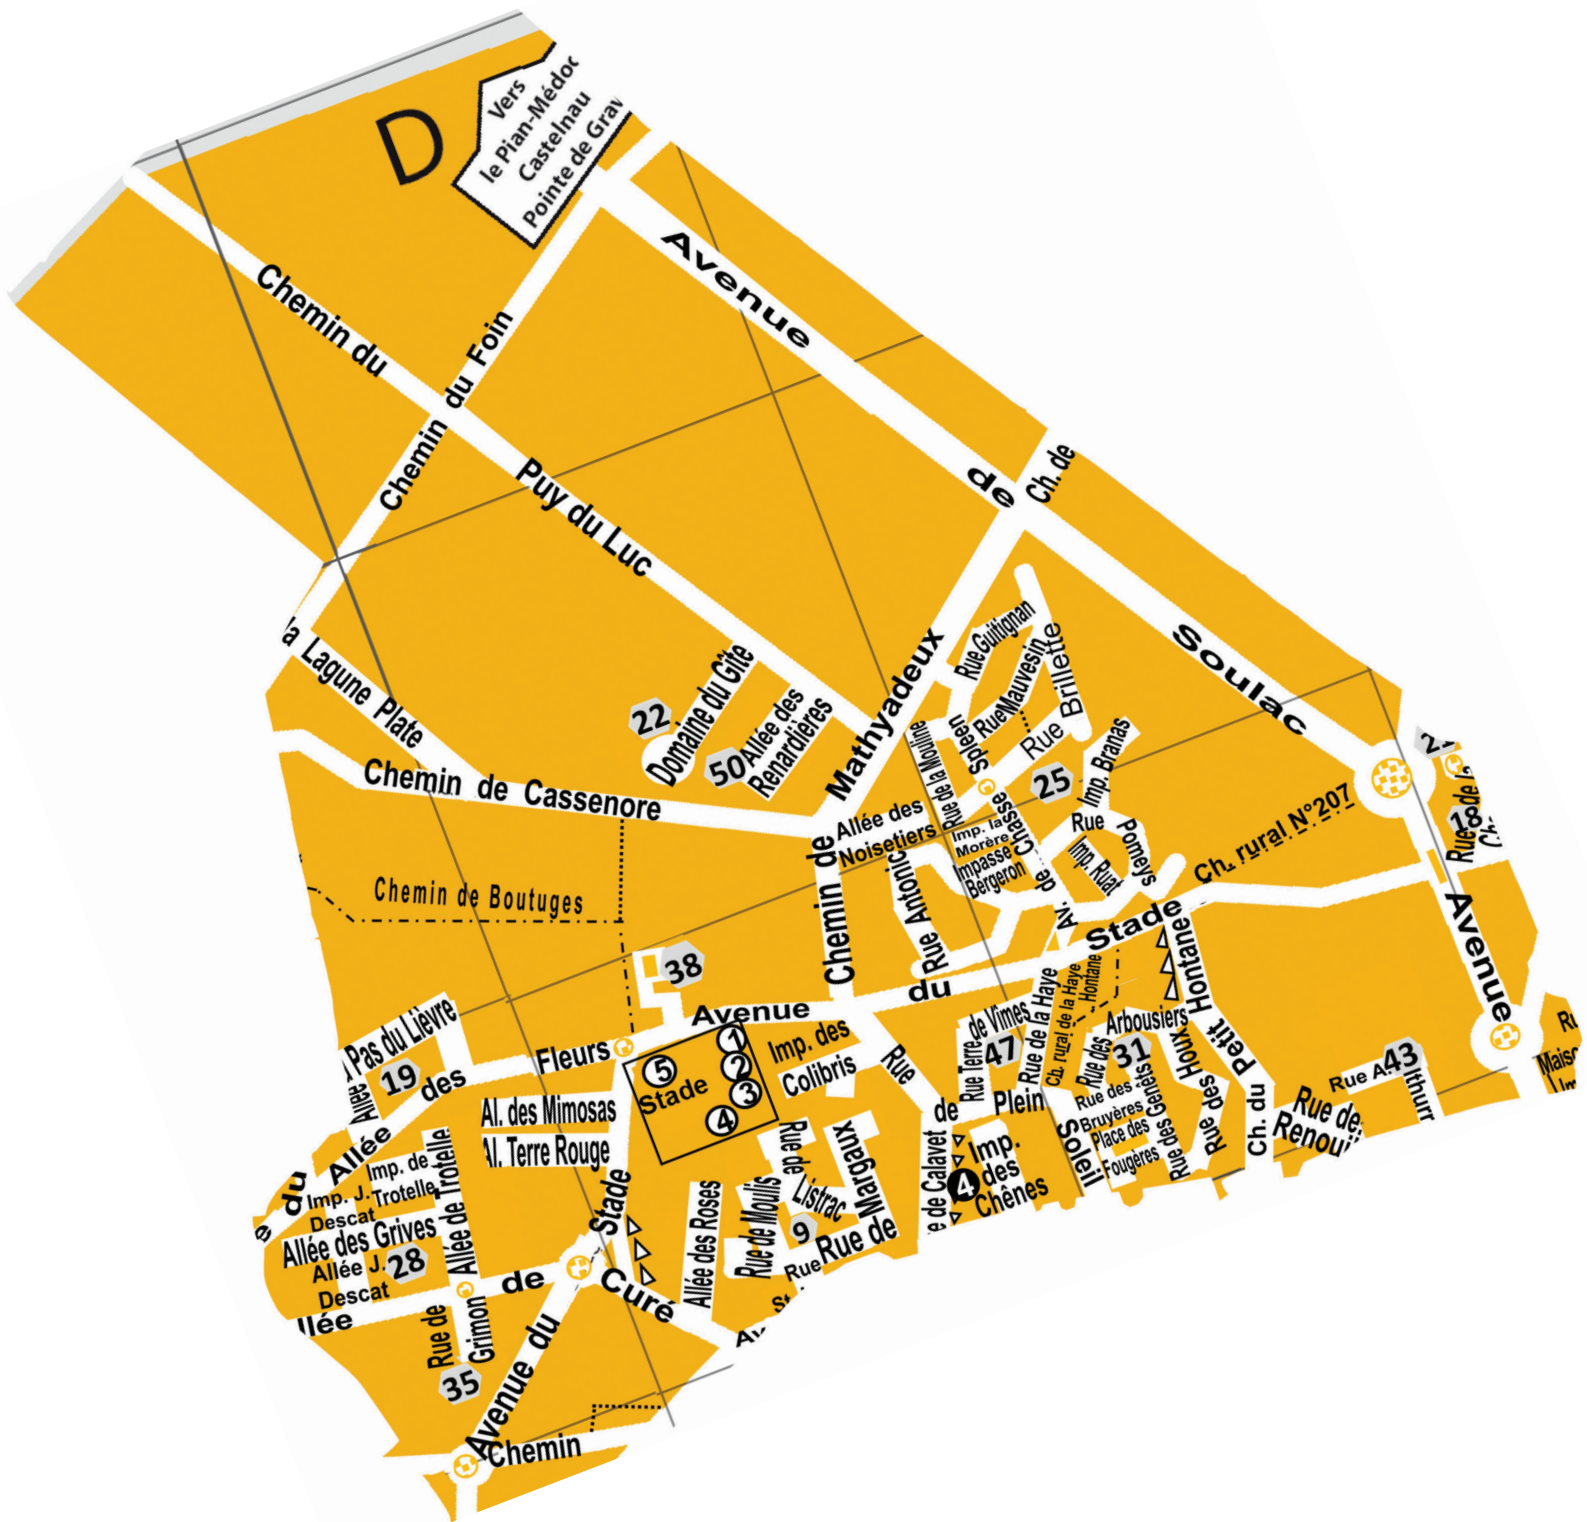 D
Vers
le Pian-Médoc
Castelnau
Pointe de Grav
Chemin du
Puy du Luc
Chemin du Foin
Avenue
de
Soulac
Ch. de
Mathyadeux
la Lagune Plate
Chemin de Cassenore
22
Domaine du Gîte
50
Allée des
Renardières
Rue Guitignan
Rue Mauvesin
Rue Brillette
Rue de la Mouline
Spleen
25
Imp. Branas
Allée des
Noisetiers
Imp. la
Morère
Impasse
Bergeron
Av. de Chasse
Rue
Pomeys
Imp. Ruat
Ch. rural N°207
18
Rue de
Avenue
Chemin de Boutuges
Chemin de
Rue Antonic
38
Avenue
du
Stade
Pas du Lièvre
Allée
19
Allée
des
Fleurs
Al. des Mimosas
Al. Terre Rouge
Stade
1
2
3
4
5
Imp. des
Colibris
Rue
de
Plein
Soleil
Rue Terre
de Vîmes
47
Rue de la Haye
Ch. rural de la Haye
Hontane
Hontane
Arbousiers
Rue des
31
Rue des
Bruyères
Place des
Fougères
Rue des Genêts
Rue des Houx
Ch. du Petit
43
Rue de
Renouil
du
Imp. de
Trotelle
Imp. J.
Descat
Allée de Trotelle
Allée des Grives
28
Allée J.
Descat
llée
de
Curé
Stade
Rue de
Grimon
35
Avenue du
Chemin
Allée des Roses
Rue de Moulis
Rue de
Listrac
9
Margaux
Rue de
Rue
e de Calavet
4
Imp.
des
Chênes